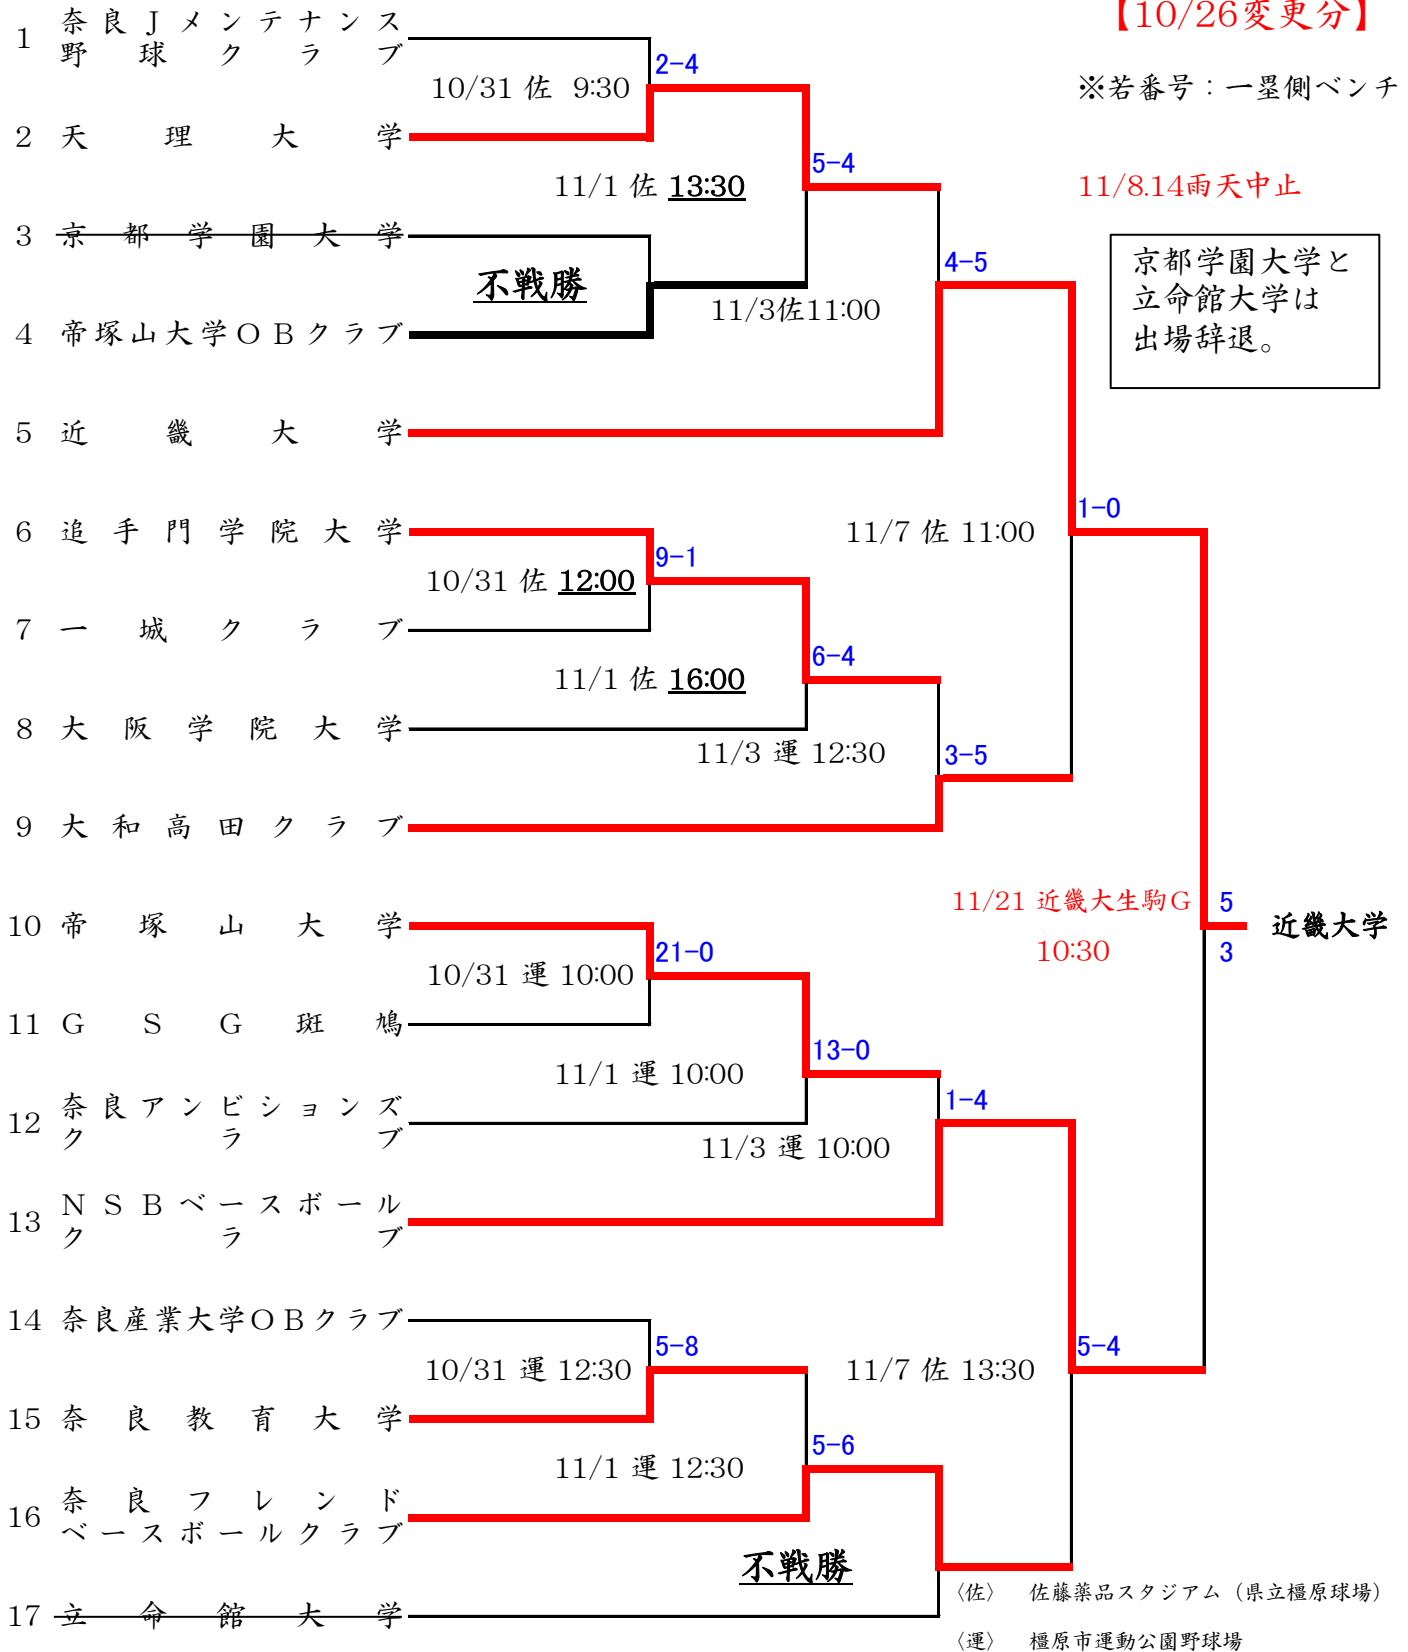 【10/26変更分】
1 奈良Jメンテナンス
野球クラブ
2-4
10/31 佐 9:30
※若番号：一塁側ベンチ
2 天理大学
5-4
11/1 佐 13:30
11/8.14雨天中止
3 京都学園大学
不戦勝
4-5
京都学園大学と
立命館大学は
出場辞退。
11/3佐11:00
4 帝塚山大学OBクラブ
5 近畿大学
1-0
6 追手門学院大学
11/7 佐 11:00
9-1
10/31 佐 12:00
7 一城クラブ
6-4
11/1 佐 16:00
8 大阪学院大学
11/3 運 12:30
3-5
9 大和高田クラブ
11/21 近畿大生駒G
5
10 帝塚山大学
近畿大学
10:30
3
21-0
10/31 運 10:00
11 GSG斑鳩
13-0
11/1 運 10:00
12 奈良アンビションズ
クラブ
1-4
11/3 運 10:00
13 NSBベースボール
クラブ
14 奈良産業大学OBクラブ
5-8
10/31 運 12:30
11/7 佐 13:30
5-4
15 奈良教育大学
5-6
11/1 運 12:30
16 奈良フレンド
ベースボールクラブ
不戦勝
〈佐〉 佐藤薬品スタジアム（県立橿原球場）
17 立命館大学
〈運〉 橿原市運動公園野球場